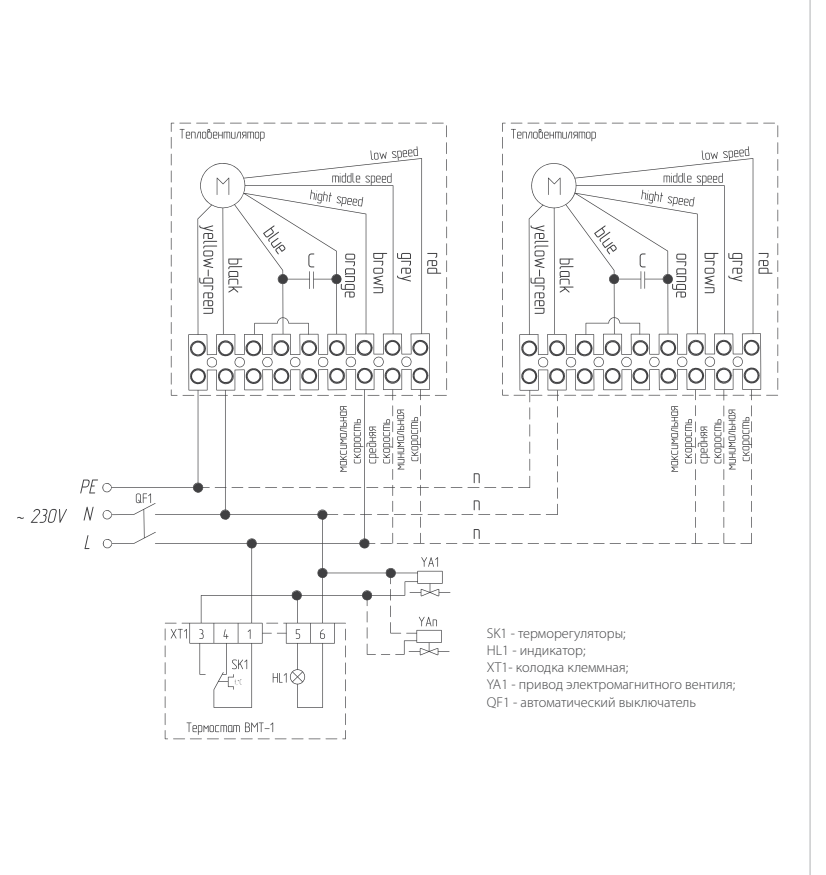 Тепловентилятор
low speed
middle speed
hight speed
M
yellow-green
black
blue
C
orange
brown
grey
red
максимальная
скорость
средняя
скорость
минимальная
скорость
Тепловентилятор
low speed
middle speed
hight speed
M
yellow-green
black
blue
C
orange
brown
grey
red
максимальная
скорость
средняя
скорость
минимальная
скорость
PE
n
QF1
~ 230V N
n
L
n
YA1
YAn
XT1 3 4 1 5 6
SK1
t°C
HL1
Термостат BMT-1
SK1 - терморегуляторы;
HL1 - индикатор;
XT1- колодка клеммная;
YA1 - привод электромагнитного вентиля;
QF1 - автоматический выключатель